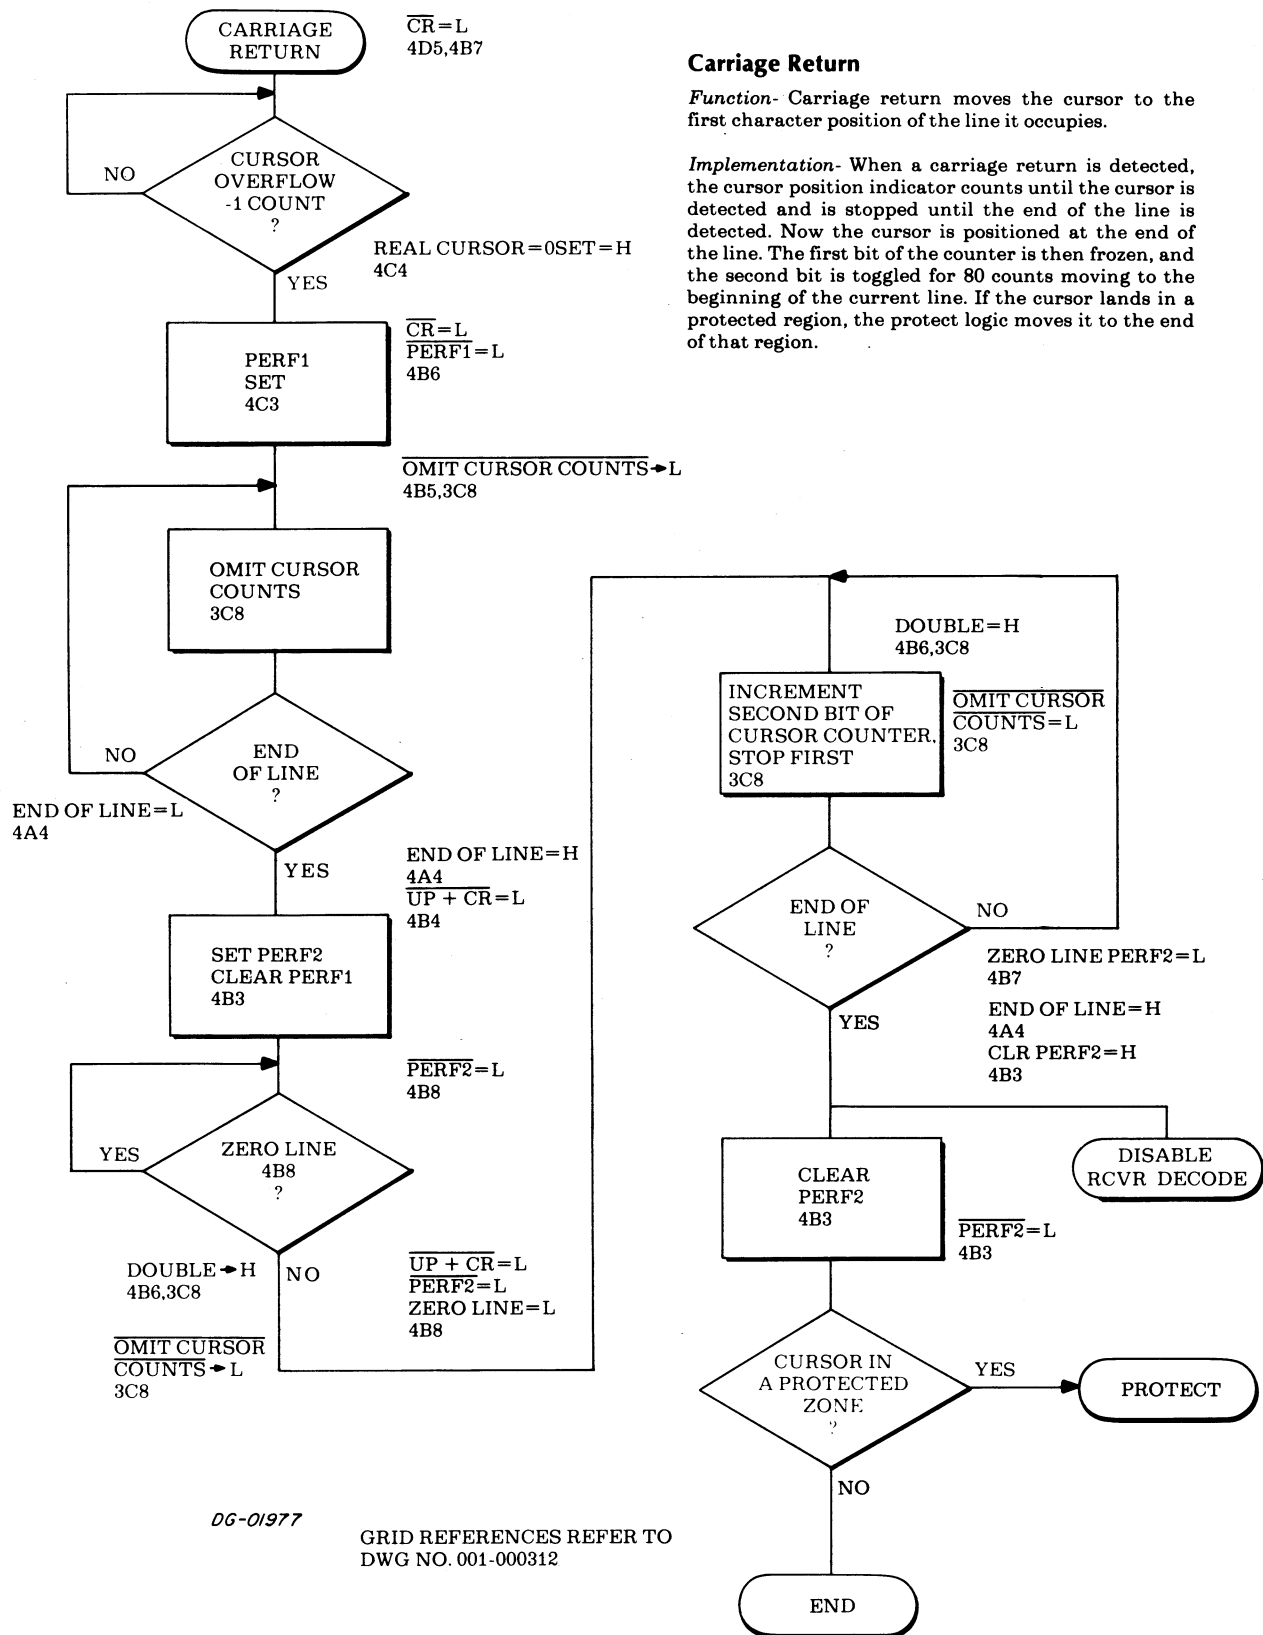 CARRIAGE
RETURN
CR=L
4D5,4B7
Carriage Return
Function- Carriage return moves the cursor to the
first character position of the line it occupies.
Implementation- When a carriage return is detected,
the cursor position indicator counts until the cursor is
detected and is stopped until the end of the line is
detected. Now the cursor is positioned at the end of
the line. The first bit of the counter is then frozen, and
the second bit is toggled for 80 counts moving to the
beginning of the current line. If the cursor lands in a
protected region, the protect logic moves it to the end
of that region.
NO
CURSOR
OVERFLOW
-1 COUNT
?
REAL CURSOR=0SET=H
4C4
YES
PERF1
SET
4C3
CR=L
PERF1=L
4B6
OMIT CURSOR COUNTS→L
4B5,3C8
OMIT CURSOR
COUNTS
3C8
NO
END
OF LINE
?
END OF LINE=L
4A4
YES
END OF LINE=H
4A4
UP + CR=L
4B4
SET PERF2
CLEAR PERF1
4B3
PERF2=L
4B8
YES
ZERO LINE
4B8
?
DOUBLE→H
4B6,3C8
NO
OMIT CURSOR
COUNTS→L
3C8
UP + CR=L
PERF2=L
ZERO LINE=L
4B8
DOUBLE=H
4B6,3C8
INCREMENT
SECOND BIT OF
CURSOR COUNTER,
STOP FIRST
3C8
OMIT CURSOR
COUNTS=L
3C8
END OF
LINE
?
NO
ZERO LINE PERF2=L
4B7
END OF LINE=H
4A4
CLR PERF2=H
4B3
YES
DISABLE
RCVR DECODE
CLEAR
PERF2
4B3
PERF2=L
4B3
CURSOR IN
A PROTECTED
ZONE
?
YES
PROTECT
NO
END
DG-01977
GRID REFERENCES REFER TO
DWG NO. 001-000312